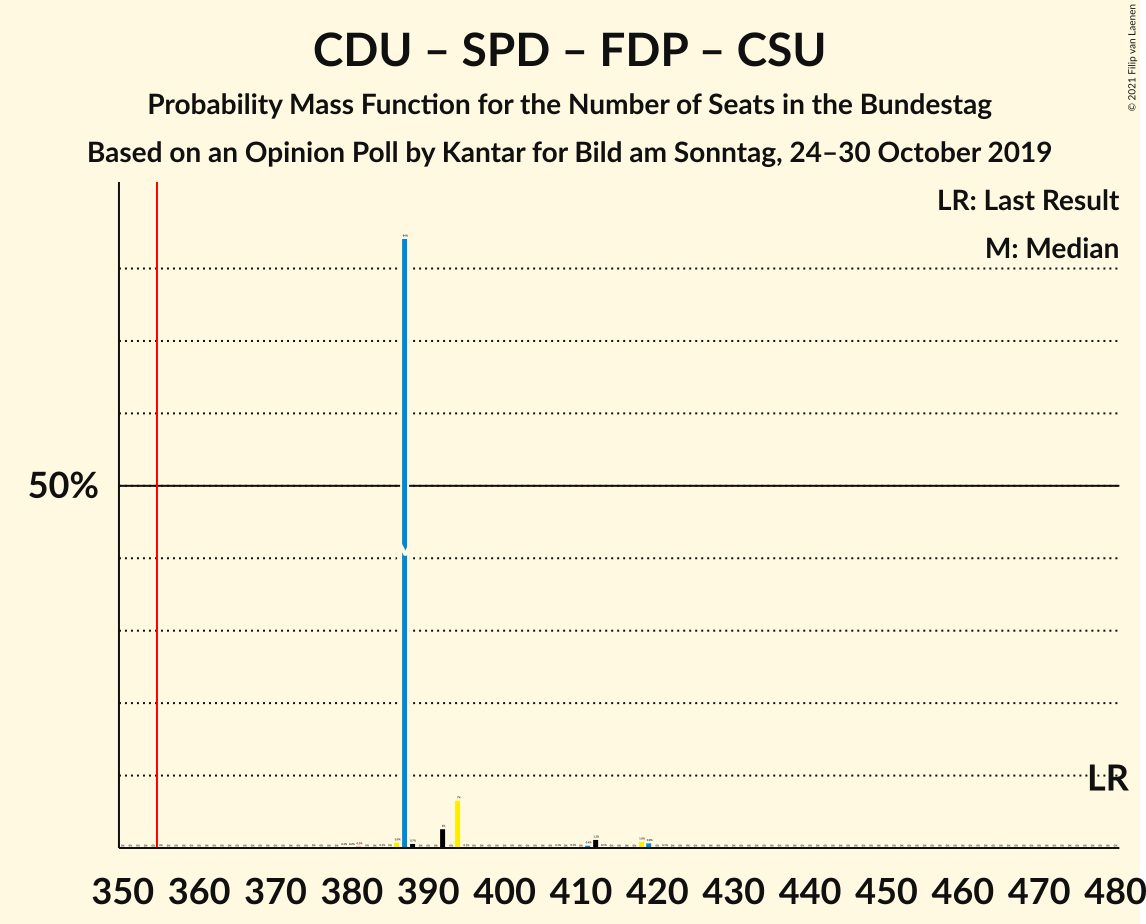 CDU – SPD – FDP – CSU
Probability Mass Function for the Number of Seats in the Bundestag
Based on an Opinion Poll by Kantar for Bild am Sonntag, 24–30 October 2019
© 2021 Filip van Laenen
LR: Last Result
M: Median
50%
LR
350 360 370 380 390 400 410 420 430 440 450 460 470 480